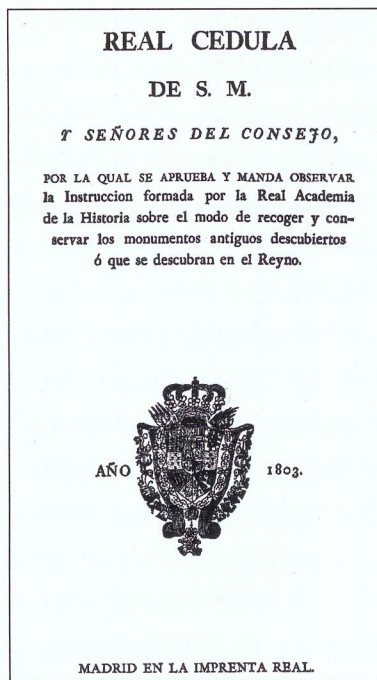 REAL CEDULA
DE S. M.
Y SEÑORES DEL CONSEJO,
POR LA QUAL SE APRUEBA Y MANDA OBSERVAR
la Instruccion formada por la Real Academia
de la Historia sobre el modo de recoger y con-
servar los monumentos antiguos descubiertos
ó que se descubran en el Reyno.
AÑO 1803.
MADRID EN LA IMPRENTA REAL.